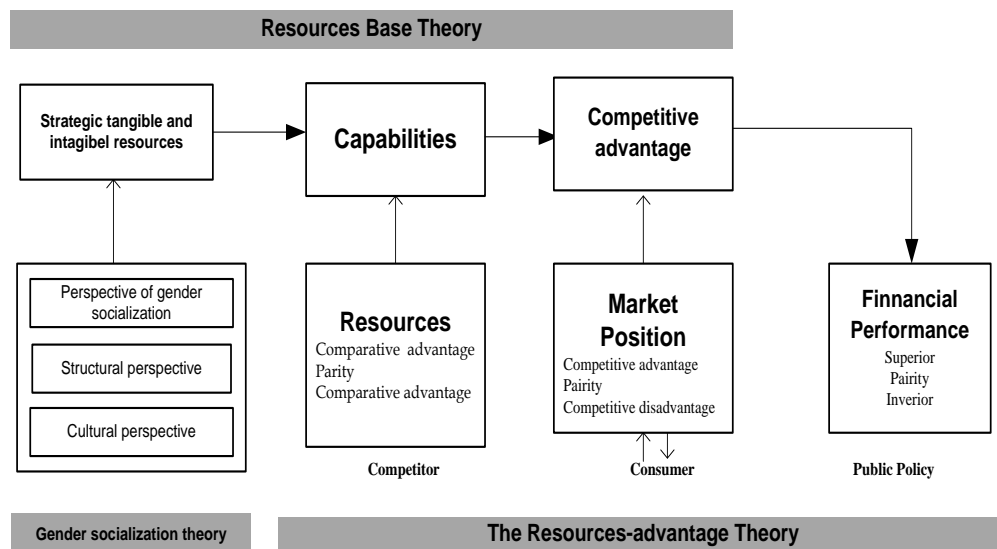 Resources Base Theory
Strategic tangible and
intagibel resources
Capabilities
Competitive
advantage
Perspective of gender
socialization
Structural perspective
Cultural perspective
Resources
Comparative advantage
Parity
Comparative advantage
Market
Position
Competitive advantage
Pairity
Competitive disadvantage
Finnancial
Performance
Superior
Pairity
Inverior
Competitor
Consumer
Public Policy
Gender socialization theory
The Resources-advantage Theory